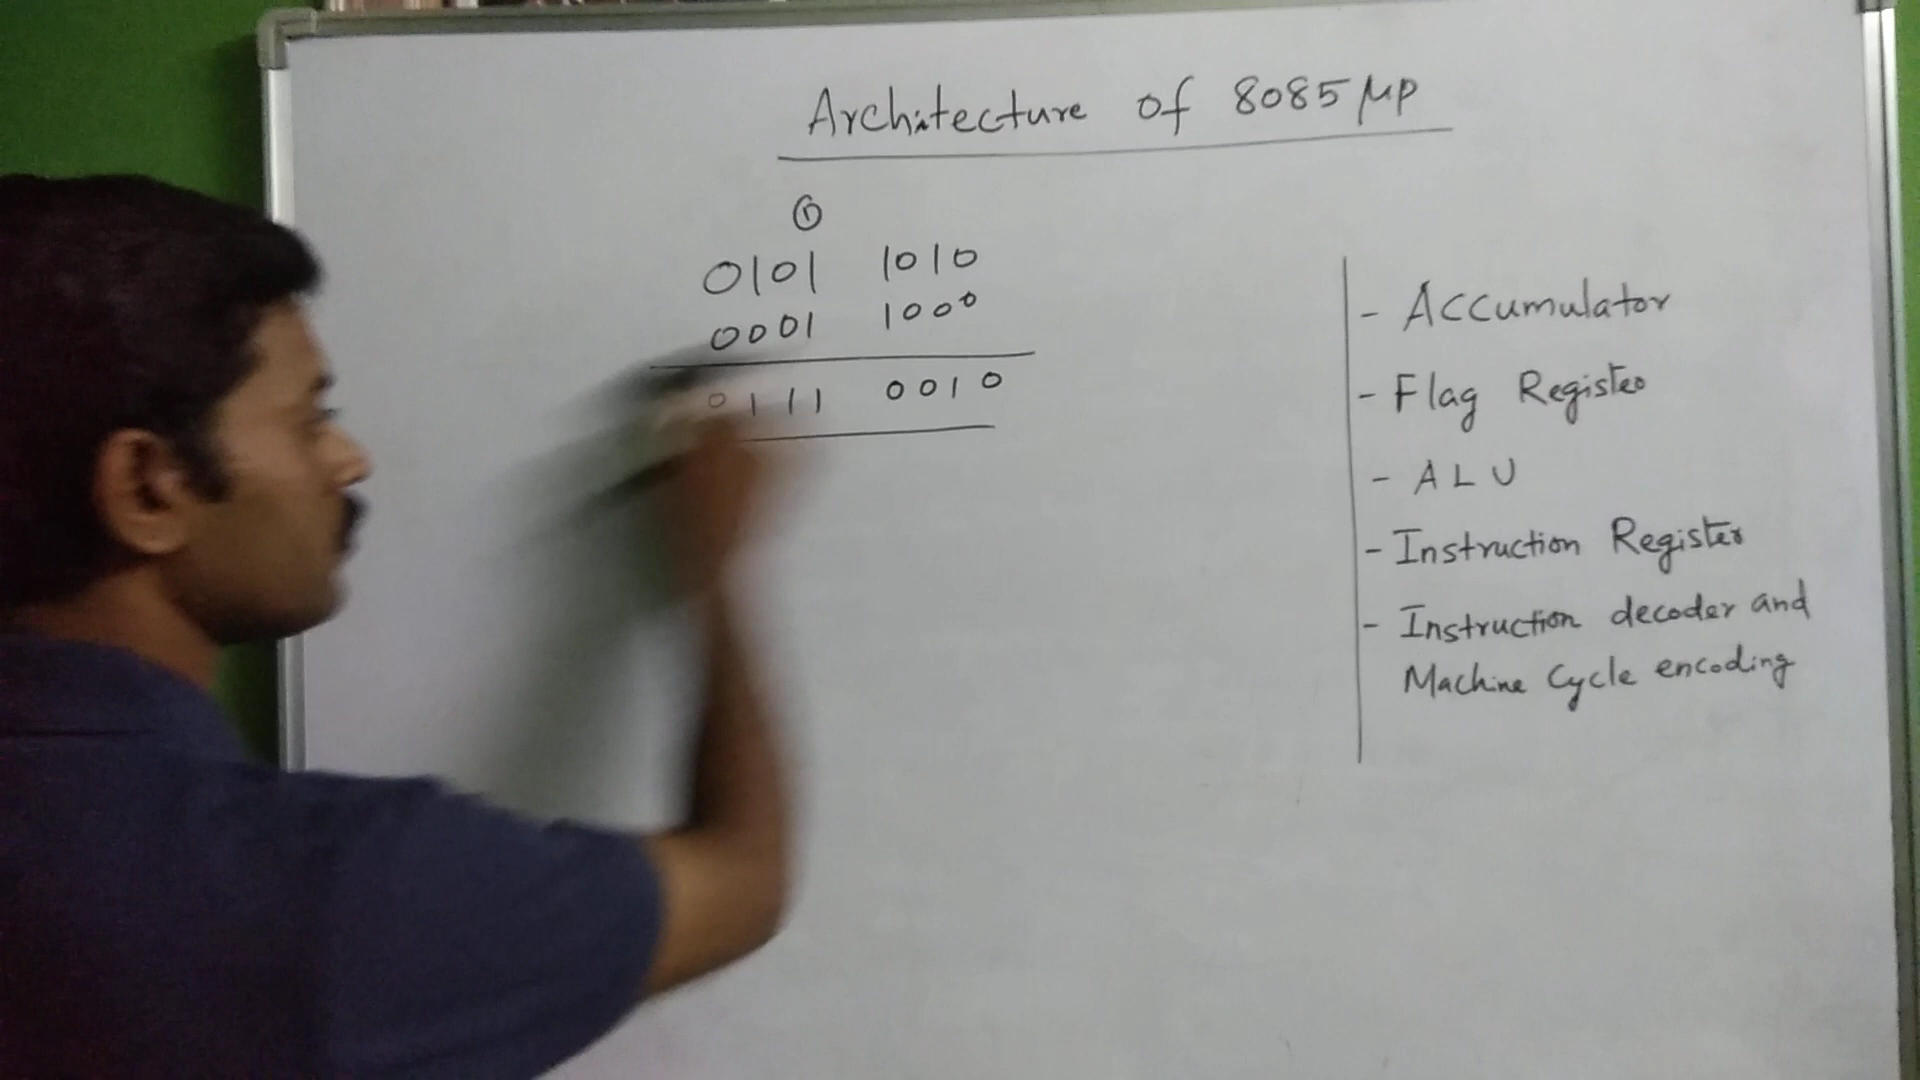 Architecture of 8085 μp
1
0101 1010
0001 1000
0111 0010
- Accumulator
- Flag Register
- ALU
- Instruction Register
- Instruction decoder and
Machine Cycle encoding